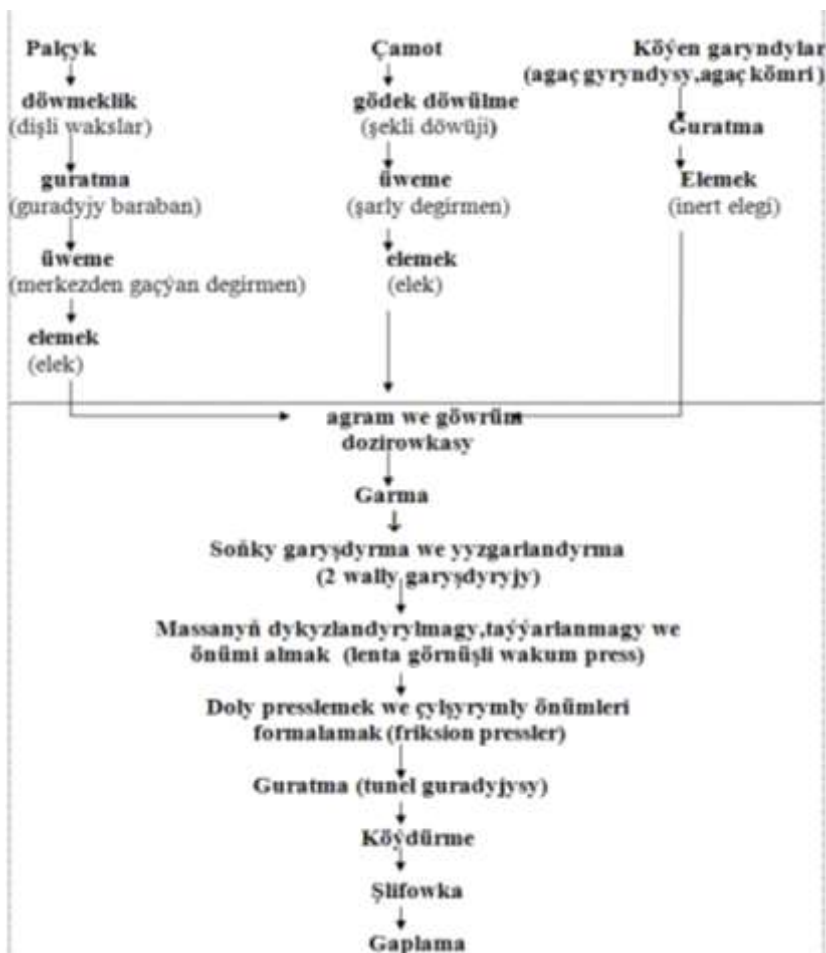 Palçyk
döwmeklik
(dişli wakslar)
guratma
(guradyjy baraban)
üweme
(merkezden gaçýan degirmen)
elemek
(elek)
Çamot
gödek döwülme
(şekli döwüji)
üweme
(şarly degirmen)
elemek
(elek)
Köýen garyndylar
(agaç gyryndysy,agaç kömri)
Guratma
Elemek
(inert elegi)
agram we göwrüm
dozirowkasy
Garma
Soňky garyşdyrma we yyzgarlandyrma
(2 wally garyşdyryjy)
Massanyň dykyzlandyrylmagy,taýýarlanmagy we
önümi almak (lenta görnüşli wakum press)
Doly presslemek we çylşyrymly önümleri
formalamak (friksion pressler)
Guratma (tunel guradyjysy)
Köýdürme
Şlifowka
Gaplama